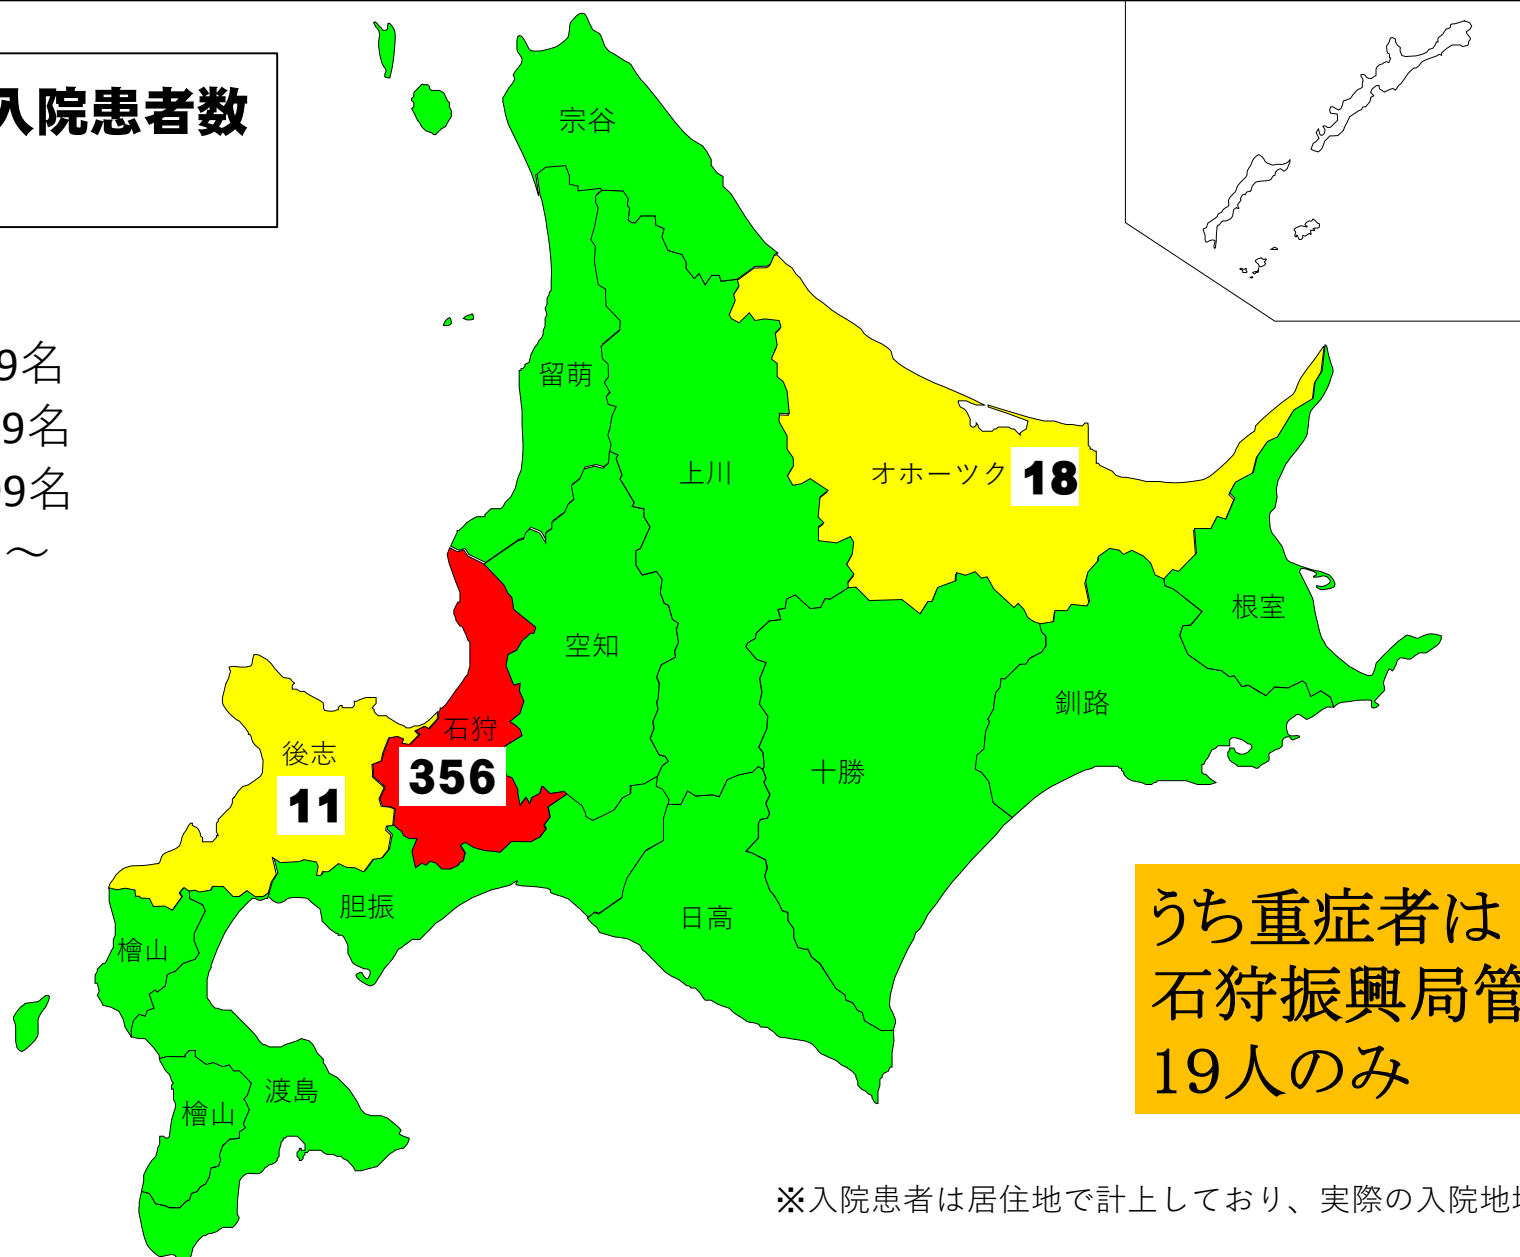 入院患者数
9名
9名
99名
～
宗谷
留萌
上川
オホーツク 18
空知
根室
釧路
石狩
356
後志
11
十勝
胆振
日高
檜山
渡島
檜山
うち重症者は
石狩振興局管
19人のみ
※入院患者は居住地で計上しており、実際の入院地